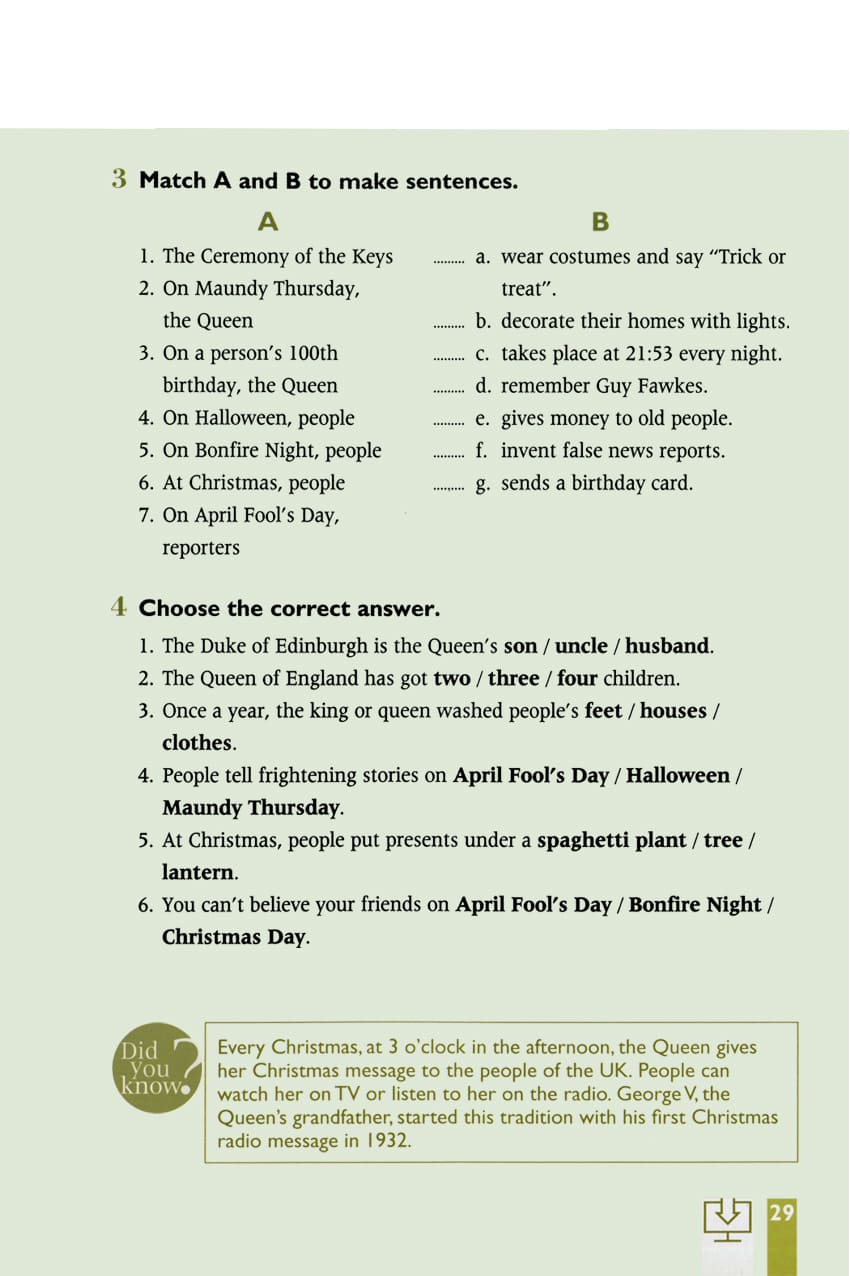 3 Match A and B to make sentences.
A B
1. The Ceremony of the Keys ......... a. wear costumes and say “Trick or
2. On Maundy Thursday, treat”.
the Queen ......... b. decorate their homes with lights.
3. On a person’s 100th ......... c. takes place at 21:53 every night.
birthday, the Queen ......... d. remember Guy Fawkes.
4. On Halloween, people ......... e. gives money to old people.
5. On Bonfire Night, people ......... f. invent false news reports.
6. At Christmas, people ......... g. sends a birthday card.
7. On April Fool’s Day,
reporters
4 Choose the correct answer.
1. The Duke of Edinburgh is the Queen’s son / uncle / husband.
2. The Queen of England has got two / three / four children.
3. Once a year, the king or queen washed people’s feet / houses /
clothes.
4. People tell frightening stories on April Fool’s Day / Halloween /
Maundy Thursday.
5. At Christmas, people put presents under a spaghetti plant / tree /
lantern.
6. You can’t believe your friends on April Fool’s Day / Bonfire Night /
Christmas Day.
Did you know?
Every Christmas, at 3 o’clock in the afternoon, the Queen gives
her Christmas message to the people of the UK. People can
watch her on TV or listen to her on the radio. George V, the
Queen’s grandfather, started this tradition with his first Christmas
radio message in 1932.
29